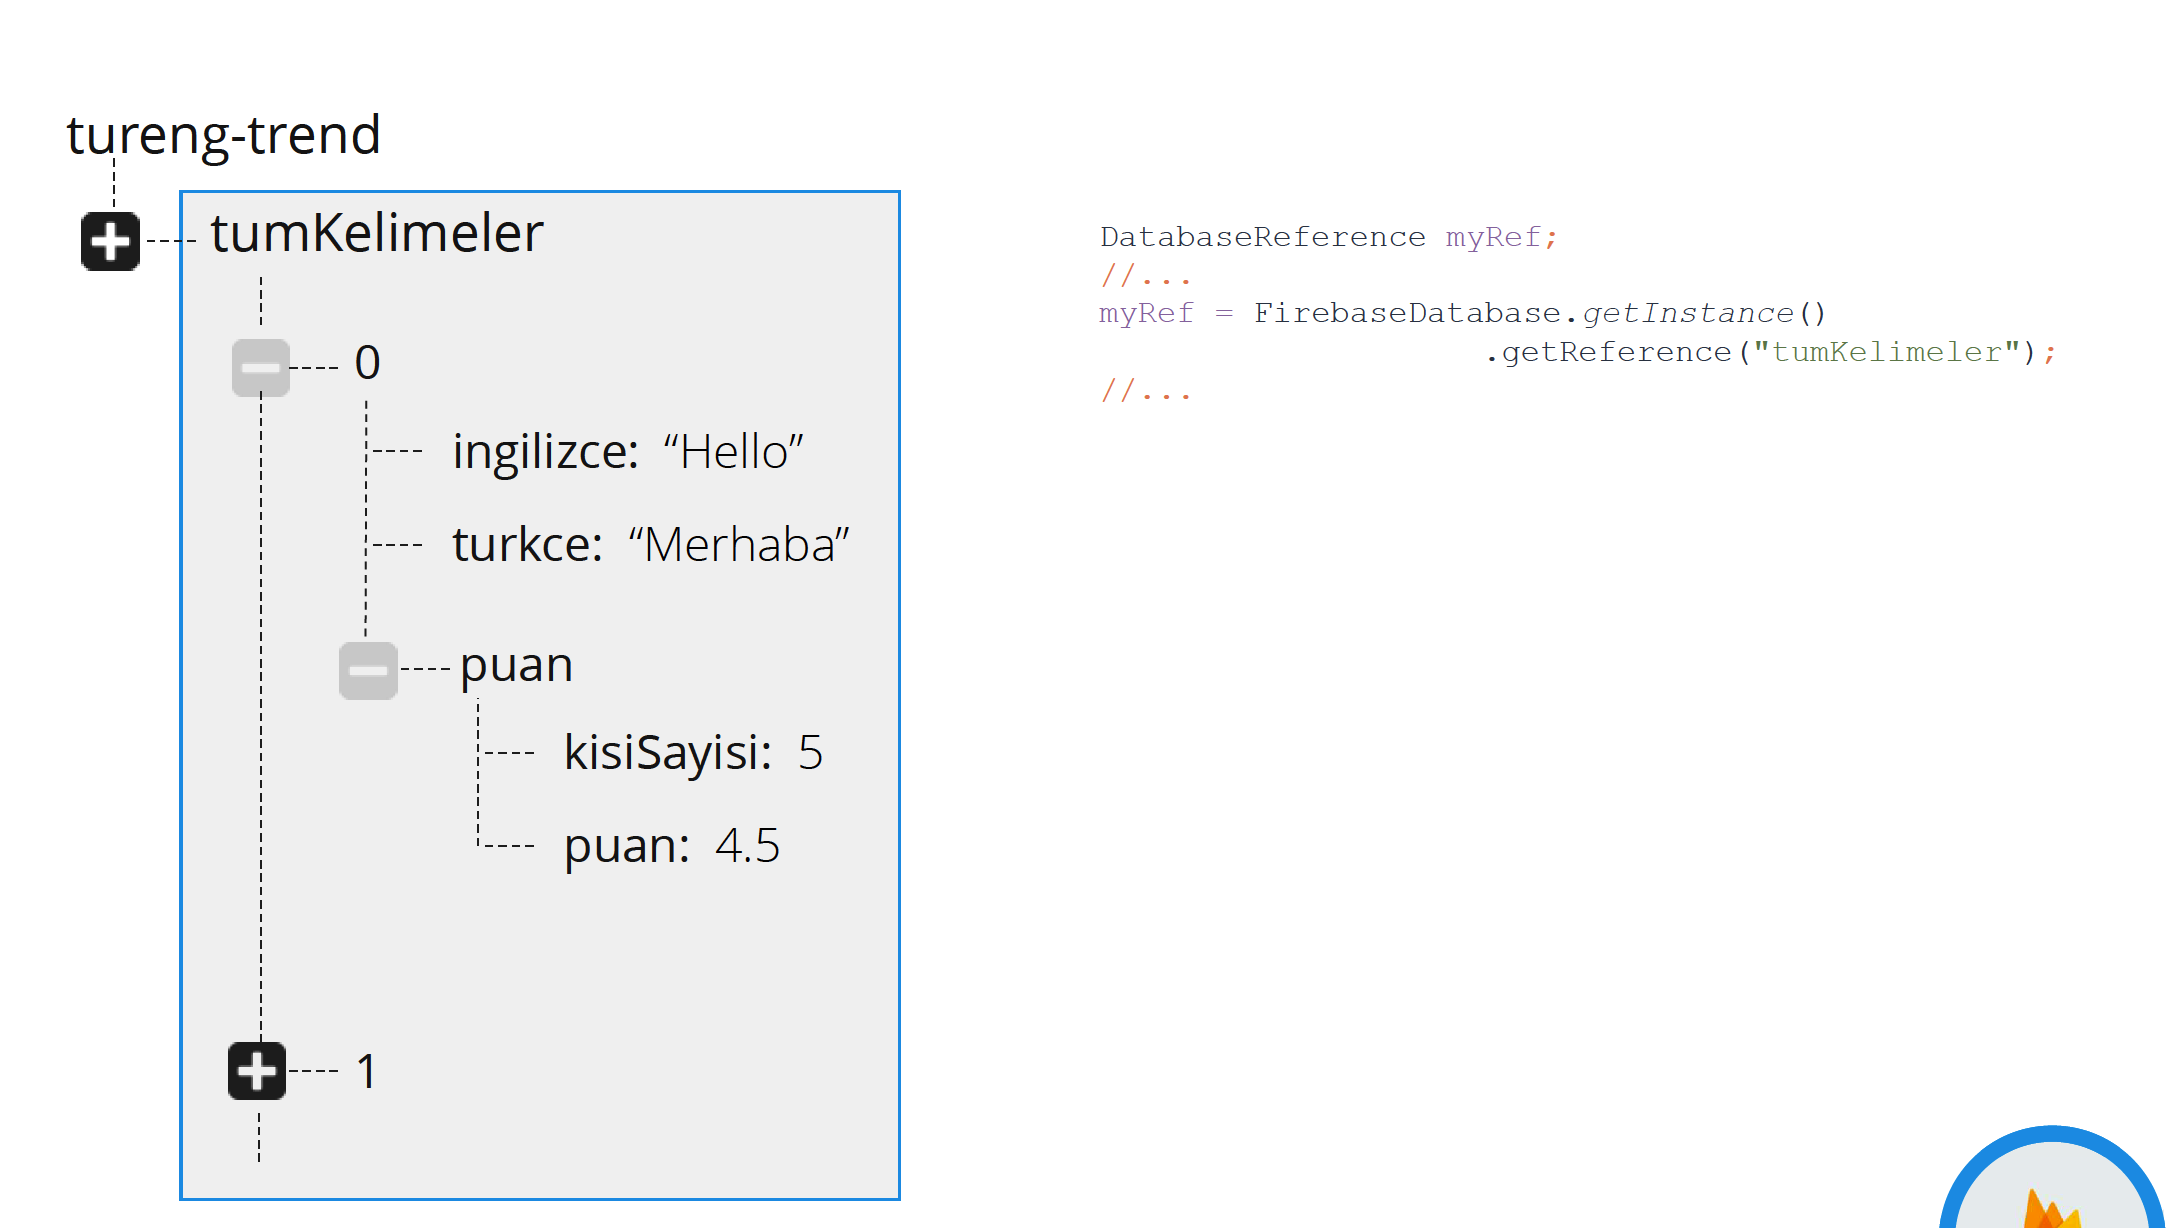 tureng-trend
tumKelimeler
0
ingilizce: “Hello”
turkce: “Merhaba”
puan
kisiSayisi: 5
puan: 4.5
1
DatabaseReference myRef;
//...
myRef = FirebaseDatabase.getInstance()
.getReference("tumKelimeler");
//...